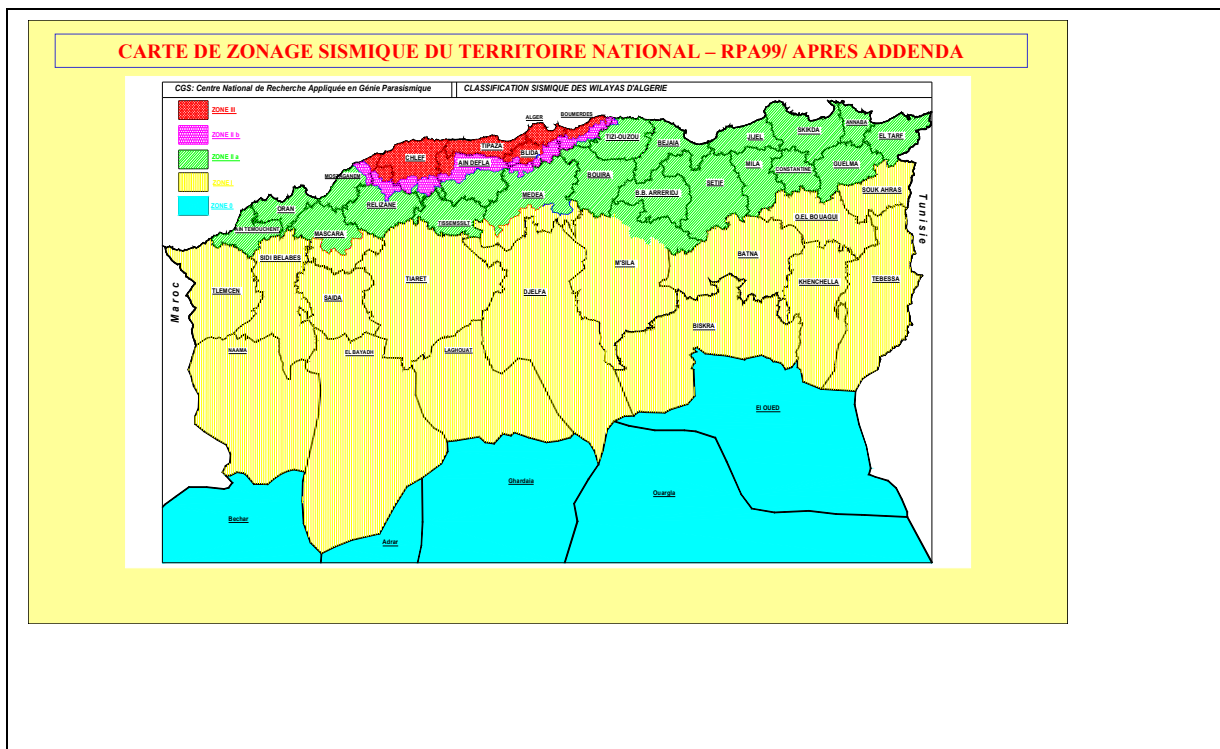 CARTE DE ZONAGE SISMIQUE DU TERRITOIRE NATIONAL – RPA99/ APRES ADDENDA
CGS: Centre National de Recherche Appliquée en Génie Parasismique
CLASSIFICATION SISMIQUE DES WILAYAS D'ALGERIE
ZONE III
ZONE II b
ZONE II a
ZONE I
ZONE 0
ALGER
BOUMERDES
TIZI-OUZOU
BEJAIA
JIJEL
SKIKDA
ANNABA
EL TARF
TIPAZA
BLIDA
CHLEF
AIN DEFLA
BOUIRA
SETIF
MILA
CONSTANTINE
GUELMA
MOSTAGANEM
RELIZANE
MEDEA
B.B. ARRERIDJ
SOUK AHRAS
ORAN
AIN TEMOUCHENT
MASCARA
TISSEMSSILT
O.EL BOUAGUI
Tunisie
SIDI BELABES
TIARET
M'SILA
BATNA
KHENCHELLA
TEBESSA
Maroc
TLEMCEN
SAIDA
DJELFA
BISKRA
NAAMA
EL BAYADH
LAGHOUAT
El OUED
Ghardaia
Ouargla
Bechar
Adrar